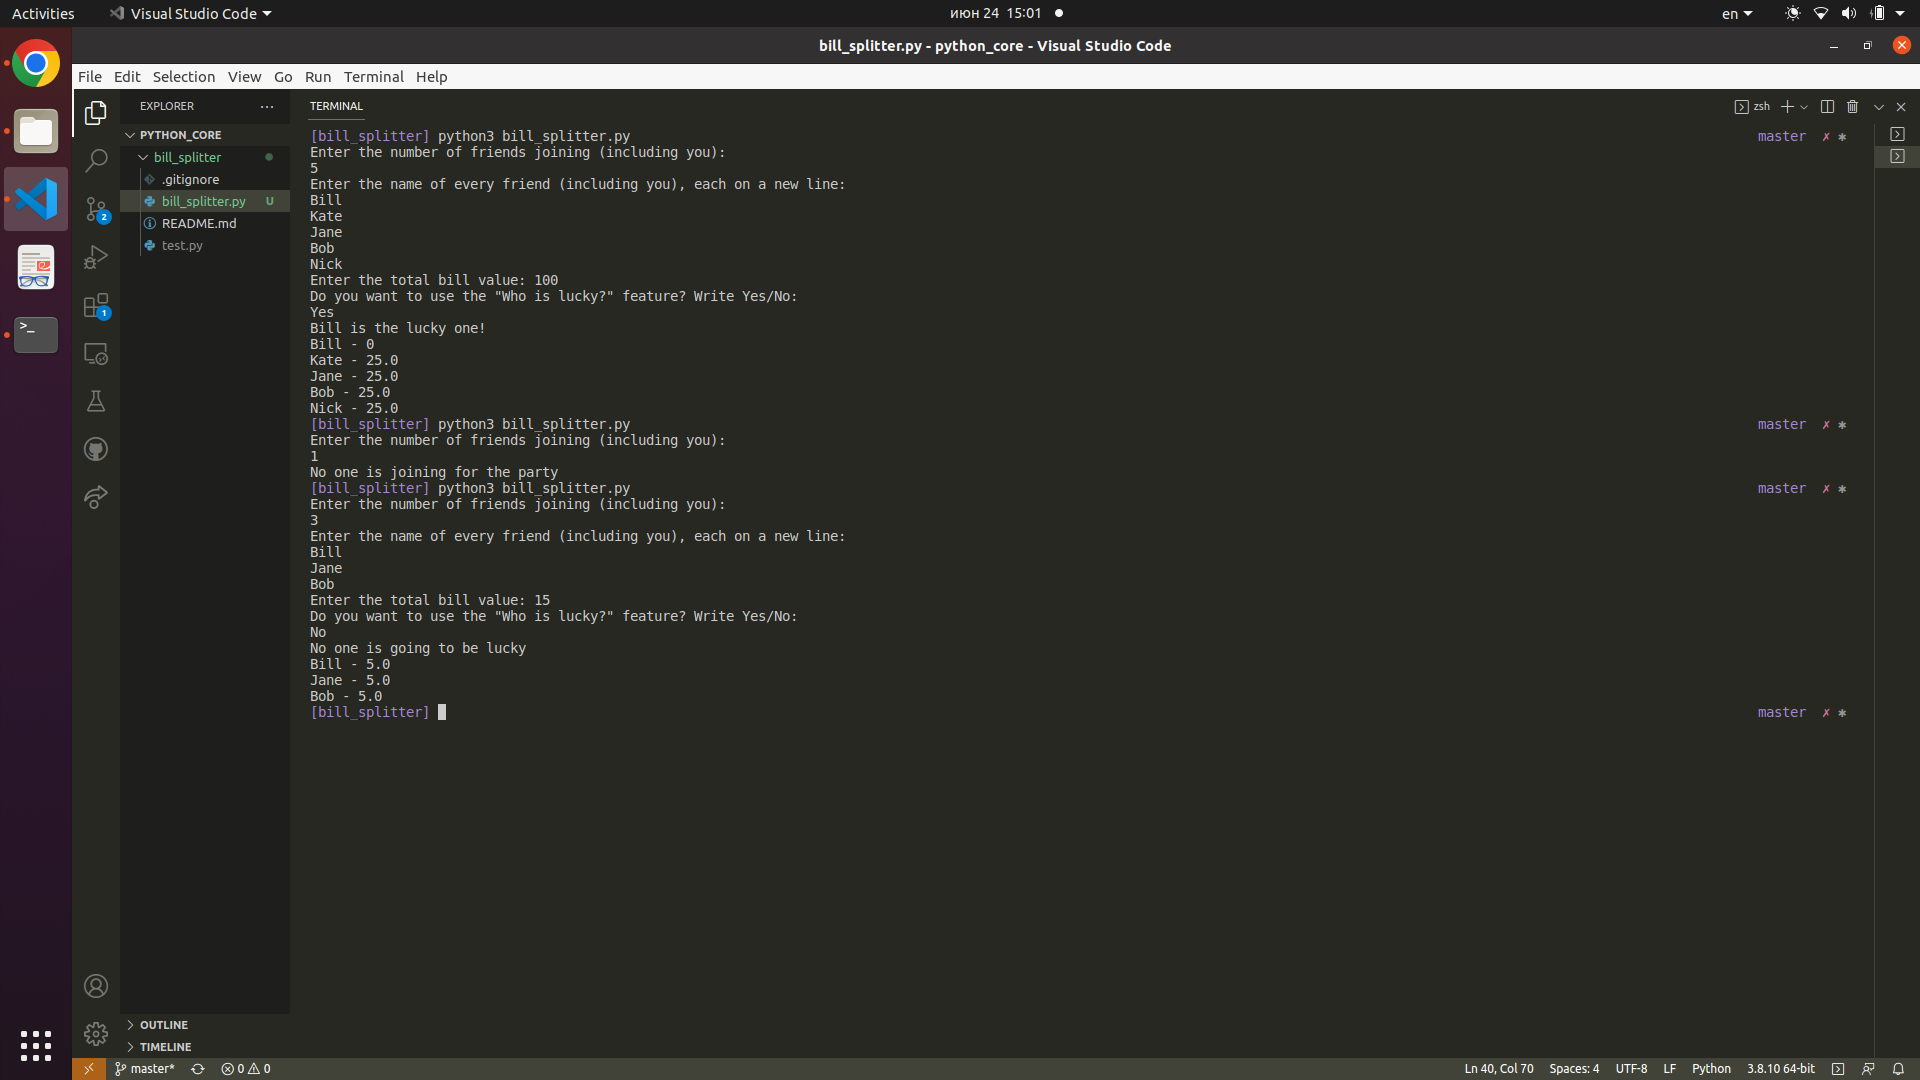 Activities Visual Studio Code июн 24 15:01 en
bill_splitter.py - python_core - Visual Studio Code
File Edit Selection View Go Run Terminal Help
EXPLORER
PYTHON_CORE
bill_splitter
.gitignore
bill_splitter.py U
README.md
test.py
2
1
OUTLINE
TIMELINE
TERMINAL zsh
[bill_splitter] python3 bill_splitter.py master ✗ ✱
Enter the number of friends joining (including you):
5
Enter the name of every friend (including you), each on a new line:
Bill
Kate
Jane
Bob
Nick
Enter the total bill value: 100
Do you want to use the "Who is lucky?" feature? Write Yes/No:
Yes
Bill is the lucky one!
Bill - 0
Kate - 25.0
Jane - 25.0
Bob - 25.0
Nick - 25.0
[bill_splitter] python3 bill_splitter.py master ✗ ✱
Enter the number of friends joining (including you):
1
No one is joining for the party
[bill_splitter] python3 bill_splitter.py master ✗ ✱
Enter the number of friends joining (including you):
3
Enter the name of every friend (including you), each on a new line:
Bill
Jane
Bob
Enter the total bill value: 15
Do you want to use the "Who is lucky?" feature? Write Yes/No:
No
No one is going to be lucky
Bill - 5.0
Jane - 5.0
Bob - 5.0
[bill_splitter] master ✗ ✱
master* 0 0 Ln 40, Col 70 Spaces: 4 UTF-8 LF Python 3.8.10 64-bit